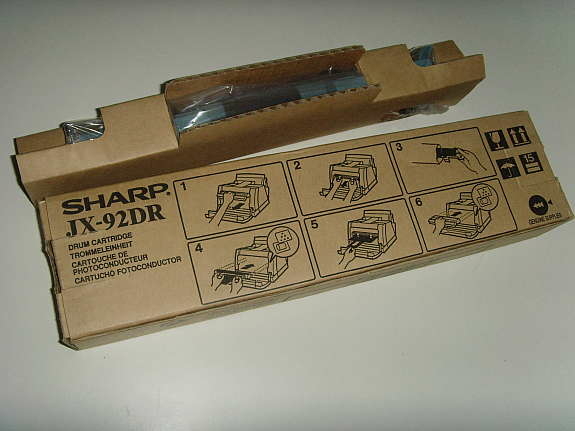 SHARP
JX-92DR
DRUM CARTRIDGE
TROMMELEINHEIT
CARTOUCHE DE
PHOTOCONDUCTEUR
CARTUCHO FOTOCONDUCTOR
1
2
3
4
5
6
15
GENUINE SUPPLIES